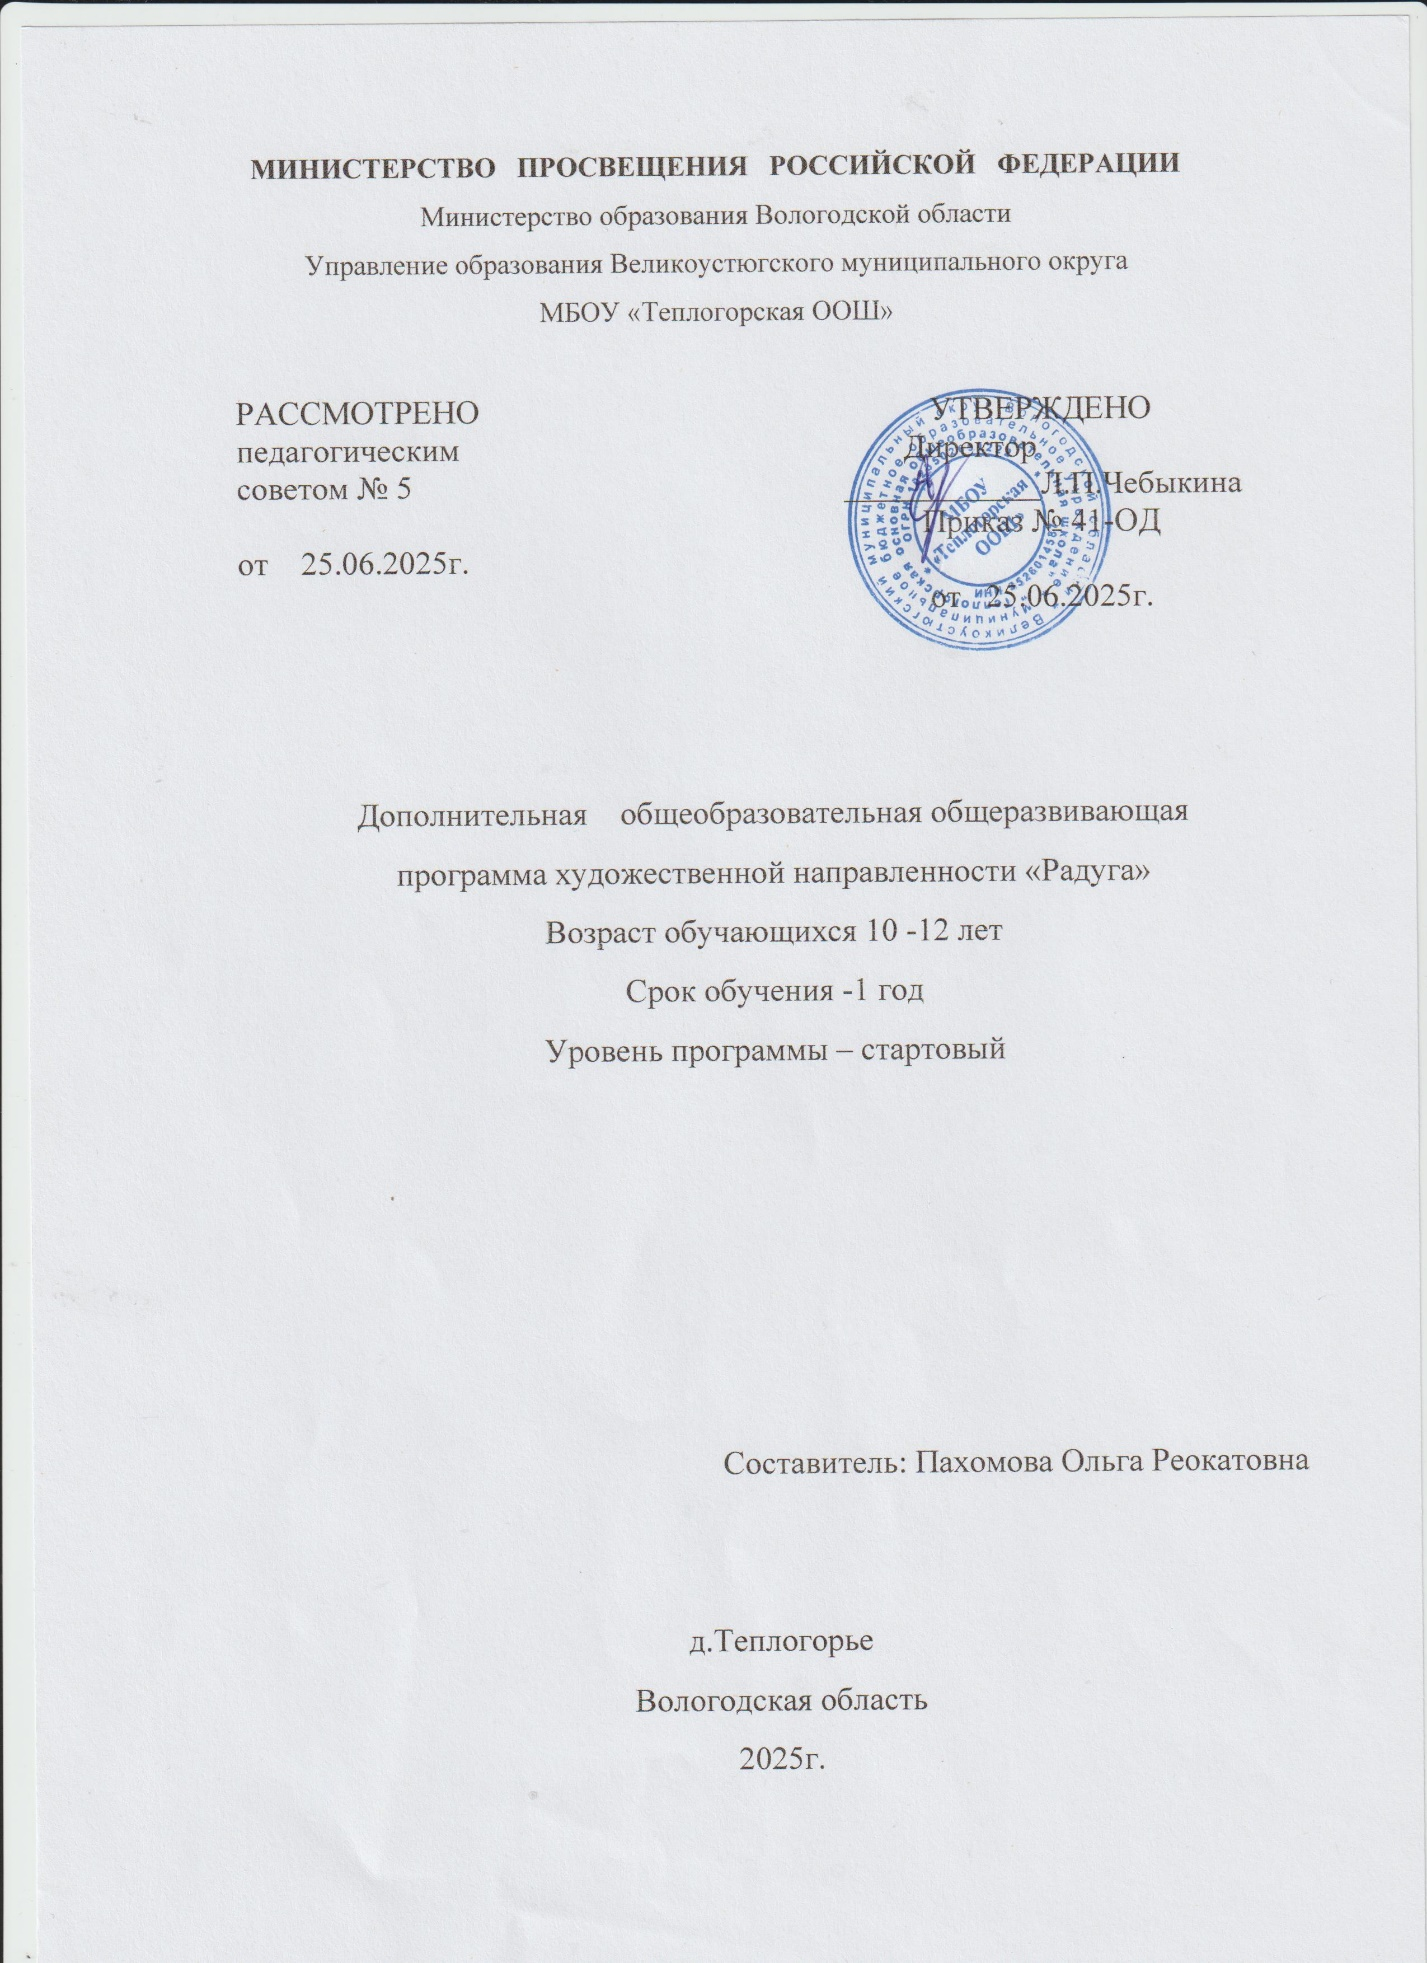 МИНИСТЕРСТВО ПРОСВЕЩЕНИЯ РОССИЙСКОЙ ФЕДЕРАЦИИ
Министерство образования Вологодской области
Управление образования Великоустюгского муниципального округа
МБОУ «Теплогорская ООШ»
РАССМОТРЕНО
педагогическим
советом № 5
от 25.06.2025г.
УТВЕРЖДЕНО
Директор
Л.П.Чебыкина
Приказ № 41-ОД
от 25.06.2025г.
МБОУ
«Теплогорская
ООШ»
Дополнительная общеобразовательная общеразвивающая
программа художественной направленности «Радуга»
Возраст обучающихся 10 -12 лет
Срок обучения -1 год
Уровень программы – стартовый
Составитель: Пахомова Ольга Реокатовна
д.Теплогорье
Вологодская область
2025г.